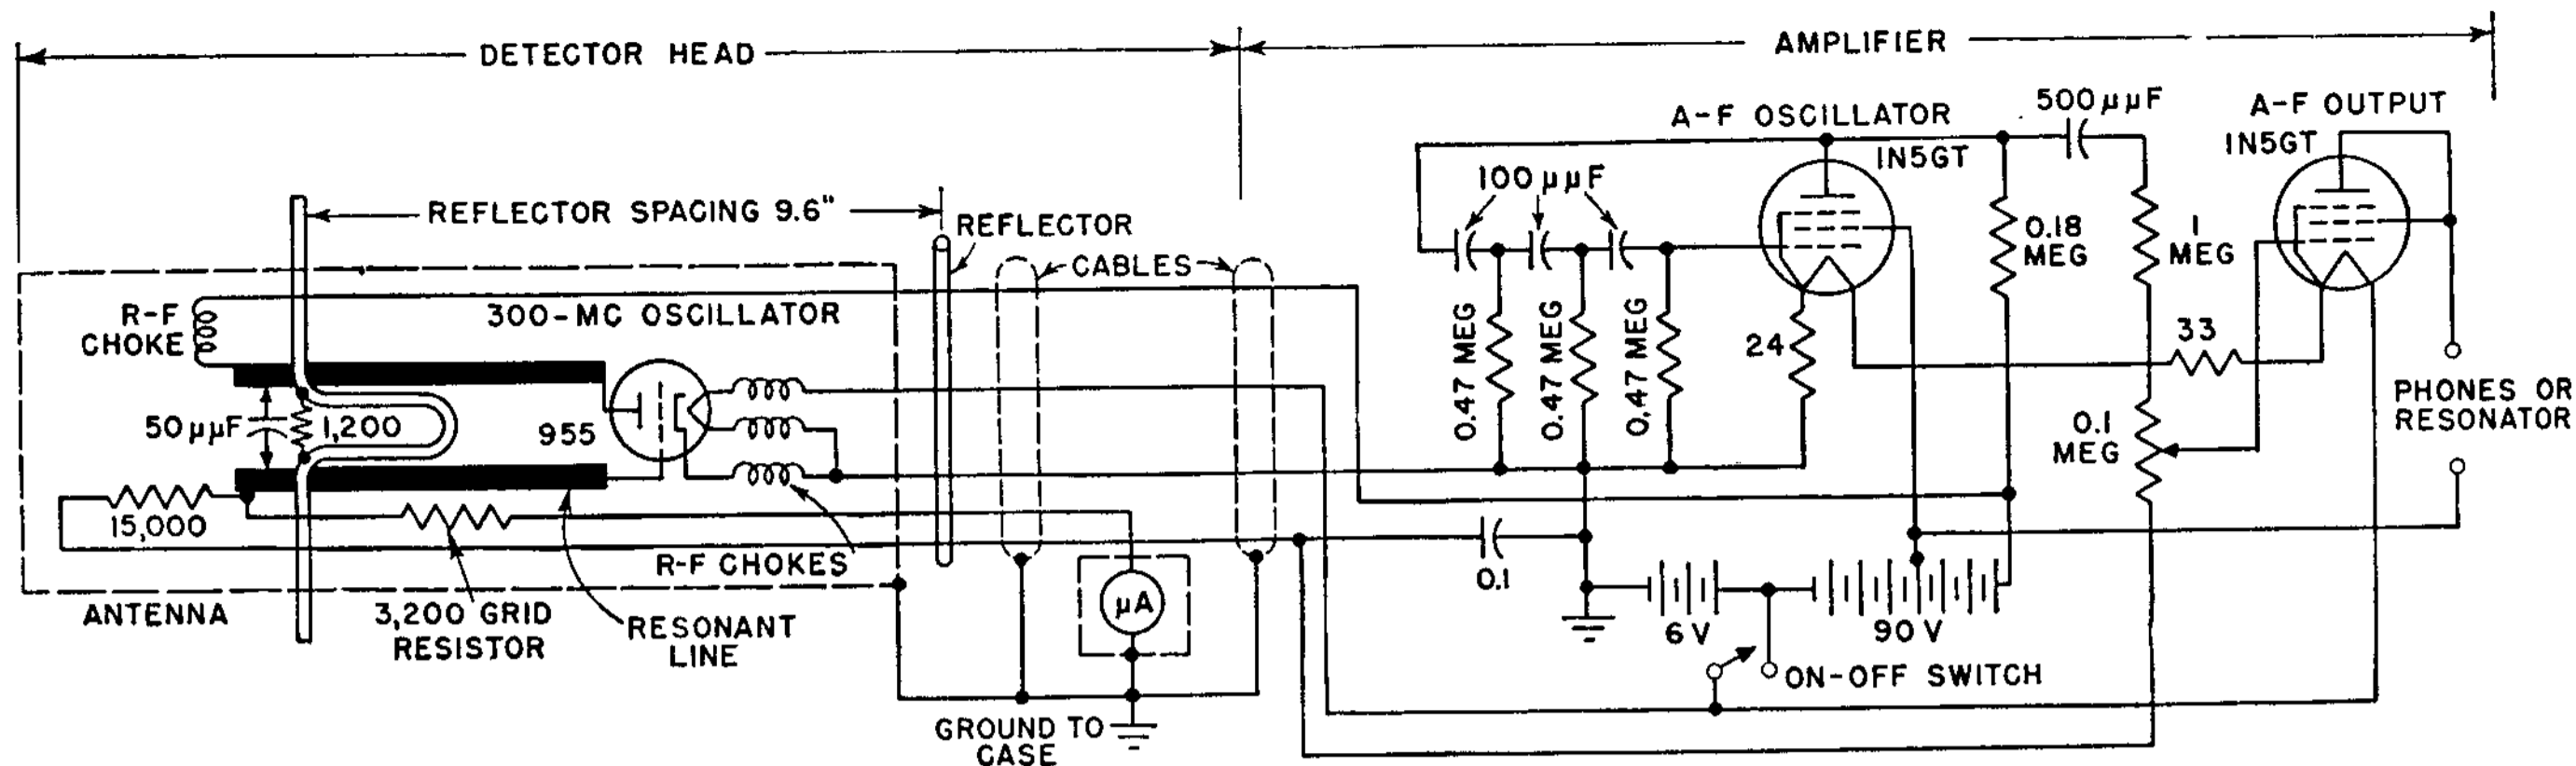 DETECTOR HEAD
AMPLIFIER
A-F OSCILLATOR
IN5GT
500 μμF
A-F OUTPUT
IN5GT
100 μμF
REFLECTOR SPACING 9.6"
REFLECTOR
CABLES
0.18
MEG
1
MEG
R-F
CHOKE
300-MC OSCILLATOR
0.47 MEG
0.47 MEG
0.47 MEG
24
33
PHONES OR
RESONATOR
50 μμF
1,200
955
0.1
MEG
15,000
R-F CHOKES
0.1
ANTENNA
3,200 GRID
RESISTOR
RESONANT
LINE
μA
6 V
90 V
ON-OFF SWITCH
GROUND TO
CASE